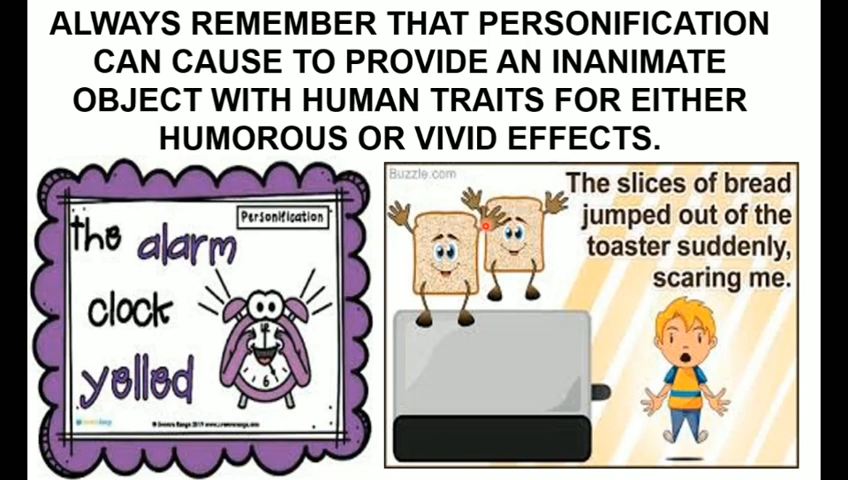 ALWAYS REMEMBER THAT PERSONIFICATION
CAN CAUSE TO PROVIDE AN INANIMATE
OBJECT WITH HUMAN TRAITS FOR EITHER
HUMOROUS OR VIVID EFFECTS.
Personification
the alarm
clock
yelled
12
6
Buzzle.com
The slices of bread
jumped out of the
toaster suddenly,
scaring me.